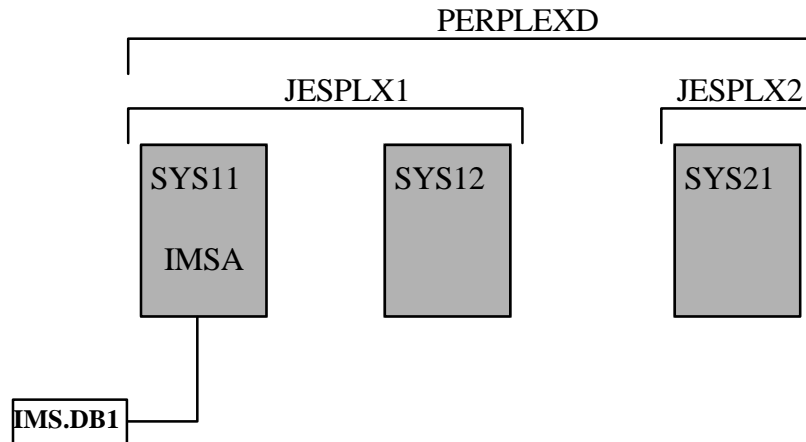 PERPLEXD
JESPLX1
JESPLX2
SYS11
SYS12
SYS21
IMSA
IMS.DB1